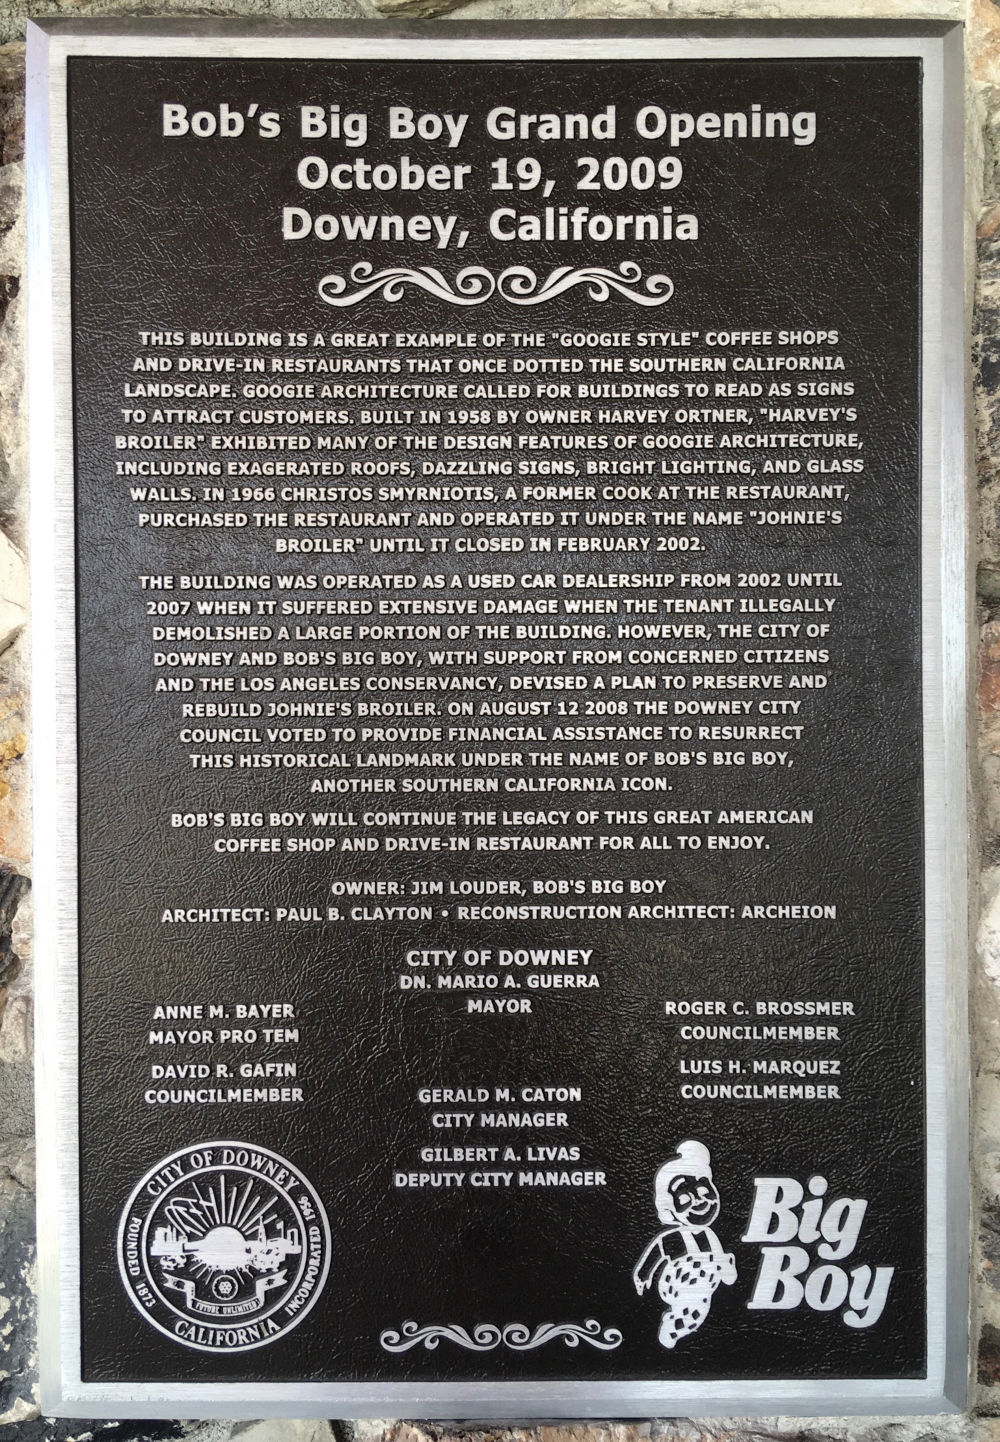 Bob's Big Boy Grand Opening
October 19, 2009
Downey, California
THIS BUILDING IS A GREAT EXAMPLE OF THE "GOOGIE STYLE" COFFEE SHOPS
AND DRIVE-IN RESTAURANTS THAT ONCE DOTTED THE SOUTHERN CALIFORNIA
LANDSCAPE. GOOGIE ARCHITECTURE CALLED FOR BUILDINGS TO READ AS SIGNS
TO ATTRACT CUSTOMERS. BUILT IN 1958 BY OWNER HARVEY ORTNER, "HARVEY'S
BROILER" EXHIBITED MANY OF THE DESIGN FEATURES OF GOOGIE ARCHITECTURE,
INCLUDING EXAGERATED ROOFS, DAZZLING SIGNS, BRIGHT LIGHTING, AND GLASS
WALLS. IN 1966 CHRISTOS SMYRNIOTIS, A FORMER COOK AT THE RESTAURANT,
PURCHASED THE RESTAURANT AND OPERATED IT UNDER THE NAME "JOHNIE'S
BROILER" UNTIL IT CLOSED IN FEBRUARY 2002.
THE BUILDING WAS OPERATED AS A USED CAR DEALERSHIP FROM 2002 UNTIL
2007 WHEN IT SUFFERED EXTENSIVE DAMAGE WHEN THE TENANT ILLEGALLY
DEMOLISHED A LARGE PORTION OF THE BUILDING. HOWEVER, THE CITY OF
DOWNEY AND BOB'S BIG BOY, WITH SUPPORT FROM CONCERNED CITIZENS
AND THE LOS ANGELES CONSERVANCY, DEVISED A PLAN TO PRESERVE AND
REBUILD JOHNIE'S BROILER. ON AUGUST 12 2008 THE DOWNEY CITY
COUNCIL VOTED TO PROVIDE FINANCIAL ASSISTANCE TO RESURRECT
THIS HISTORICAL LANDMARK UNDER THE NAME OF BOB'S BIG BOY,
ANOTHER SOUTHERN CALIFORNIA ICON.
BOB'S BIG BOY WILL CONTINUE THE LEGACY OF THIS GREAT AMERICAN
COFFEE SHOP AND DRIVE-IN RESTAURANT FOR ALL TO ENJOY.
OWNER: JIM LOUDER, BOB'S BIG BOY
ARCHITECT: PAUL B. CLAYTON • RECONSTRUCTION ARCHITECT: ARCHEION
CITY OF DOWNEY
DN. MARIO A. GUERRA
MAYOR
ANNE M. BAYER
MAYOR PRO TEM
DAVID R. GAFIN
COUNCILMEMBER
ROGER C. BROSSMER
COUNCILMEMBER
LUIS H. MARQUEZ
COUNCILMEMBER
GERALD M. CATON
CITY MANAGER
GILBERT A. LIVAS
DEPUTY CITY MANAGER
CITY OF DOWNEY
FOUNDED 1873
INCORPORATED 1956
FUTURE UNLIMITED
CALIFORNIA
Big
Boy